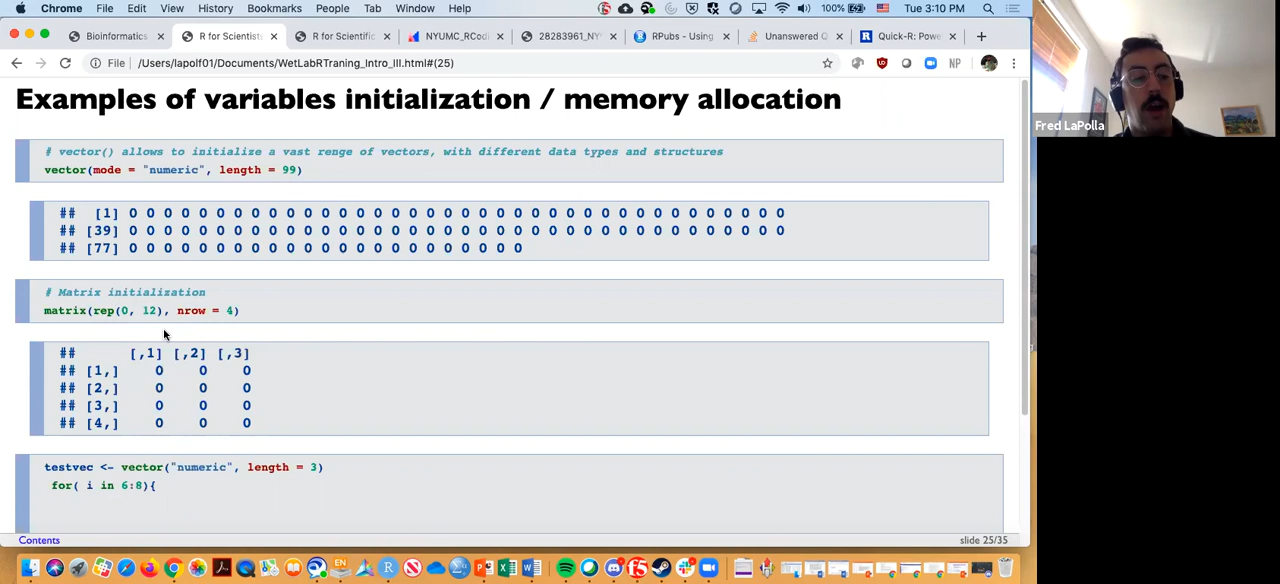 Chrome File Edit View History Bookmarks People Tab Window Help 100% Tue 3:10 PM
Bioinformatics R for Scientists R for Scientific NYUMC_RCodi 28283961_NY RPubs - Using Unanswered Q Quick-R: Powe
File /Users/lapolf01/Documents/WetLabRTraning_Intro_III.html#(25) NP
Examples of variables initialization / memory allocation
Fred LaPolla
# vector() allows to initialize a vast range of vectors, with different data types and structures
vector(mode = "numeric", length = 99)
## [1] 0 0 0 0 0 0 0 0 0 0 0 0 0 0 0 0 0 0 0 0 0 0 0 0 0 0 0 0 0 0 0 0 0 0 0 0 0 0
## [39] 0 0 0 0 0 0 0 0 0 0 0 0 0 0 0 0 0 0 0 0 0 0 0 0 0 0 0 0 0 0 0 0 0 0 0 0 0 0
## [77] 0 0 0 0 0 0 0 0 0 0 0 0 0 0 0 0 0 0 0 0 0 0 0
# Matrix initialization
matrix(rep(0, 12), nrow = 4)
## [,1] [,2] [,3]
## [1,] 0 0 0
## [2,] 0 0 0
## [3,] 0 0 0
## [4,] 0 0 0
testvec <- vector("numeric", length = 3)
for( i in 6:8){
Contents slide 25/35